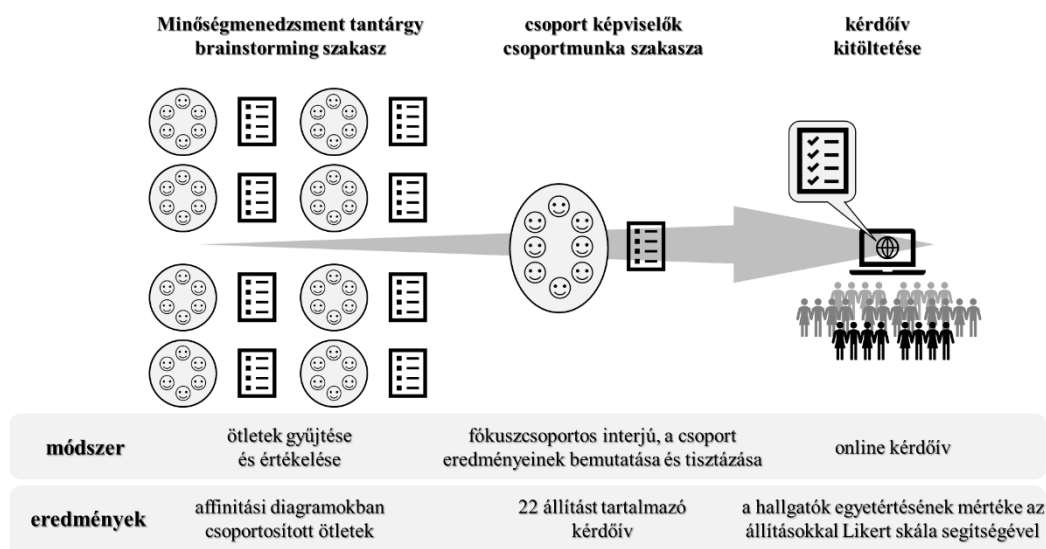 Minőségmenedzsment tantárgy
brainstorming szakasz
csoport képviselők
csoportmunka szakasza
kérdőív
kitöltetése
módszer
ötletek gyűjtése
és értékelése
fókuszcsoportos interjú, a csoport
eredményeinek bemutatása és tisztázása
online kérdőív
eredmények
affinitási diagramokban
csoportosított ötletek
22 állítást tartalmazó
kérdőív
a hallgatók egyetértésének mértéke az
állításokkal Likert skála segítségével